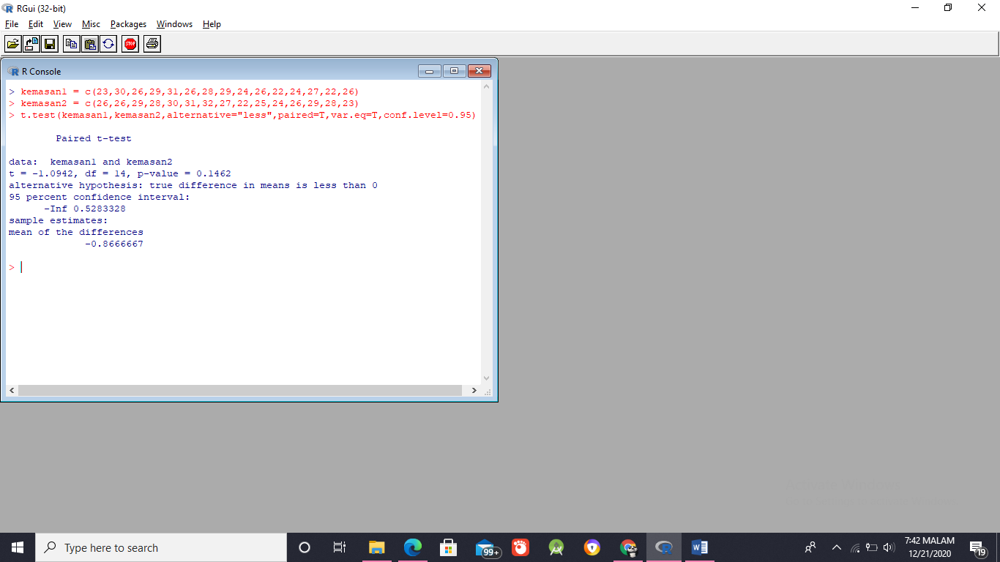 RGui (32-bit)
File Edit View Misc Packages Windows Help
STOP
R Console
> kemasan1 = c(23,30,26,29,31,26,28,29,24,26,22,24,27,22,26)
> kemasan2 = c(26,26,29,28,30,31,32,27,22,25,24,26,29,28,23)
> t.test(kemasan1,kemasan2,alternative="less",paired=T,var.eq=T,conf.level=0.95)
Paired t-test
data:  kemasan1 and kemasan2
t = -1.0942, df = 14, p-value = 0.1462
alternative hypothesis: true difference in means is less than 0
95 percent confidence interval:
-Inf 0.5283328
sample estimates:
mean of the differences
-0.8666667
>
Type here to search
99+
7:42 MALAM
12/21/2020
19